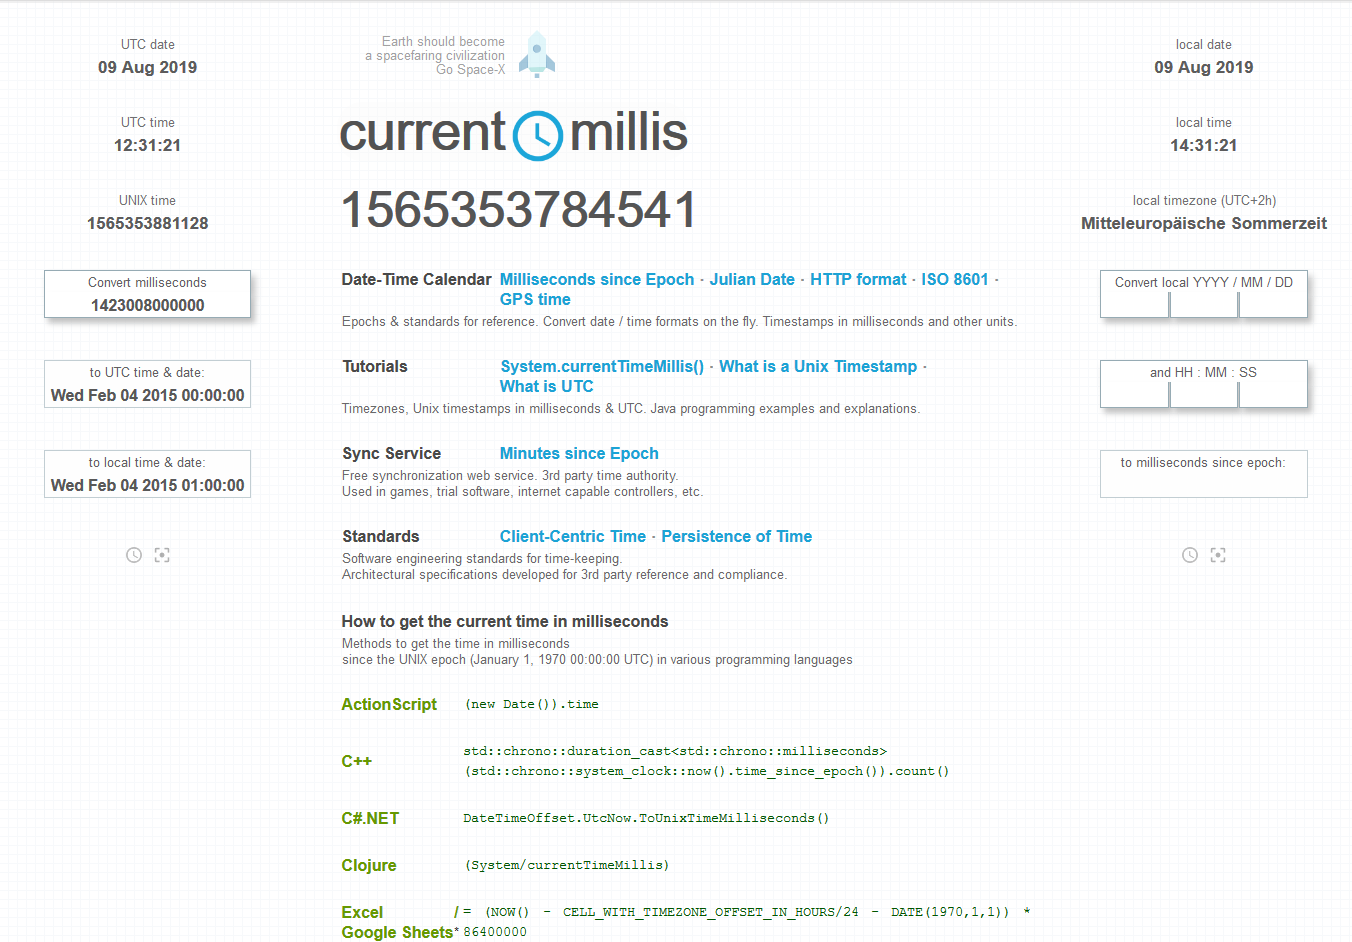 UTC date
09 Aug 2019
UTC time
12:31:21
UNIX time
1565353881128
Convert milliseconds
1423008000000
to UTC time & date:
Wed Feb 04 2015 00:00:00
to local time & date:
Wed Feb 04 2015 01:00:00
Earth should become
a spacefaring civilization
Go Space-X
current millis
1565353784541
Date-Time Calendar Milliseconds since Epoch · Julian Date · HTTP format · ISO 8601 ·
GPS time
Epochs & standards for reference. Convert date / time formats on the fly. Timestamps in milliseconds and other units.
Tutorials System.currentTimeMillis() · What is a Unix Timestamp ·
What is UTC
Timezones, Unix timestamps in milliseconds & UTC. Java programming examples and explanations.
Sync Service Minutes since Epoch
Free synchronization web service. 3rd party time authority.
Used in games, trial software, internet capable controllers, etc.
Standards Client-Centric Time · Persistence of Time
Software engineering standards for time-keeping.
Architectural specifications developed for 3rd party reference and compliance.
How to get the current time in milliseconds
Methods to get the time in milliseconds
since the UNIX epoch (January 1, 1970 00:00:00 UTC) in various programming languages
ActionScript (new Date()).time
C++ std::chrono::duration_cast<std::chrono::milliseconds>
(std::chrono::system_clock::now().time_since_epoch()).count()
C#.NET DateTimeOffset.UtcNow.ToUnixTimeMilliseconds()
Clojure (System/currentTimeMillis)
Excel / = (NOW() - CELL_WITH_TIMEZONE_OFFSET_IN_HOURS/24 - DATE(1970,1,1)) *
Google Sheets* 86400000
local date
09 Aug 2019
local time
14:31:21
local timezone (UTC+2h)
Mitteleuropäische Sommerzeit
Convert local YYYY / MM / DD
and HH : MM : SS
to milliseconds since epoch: